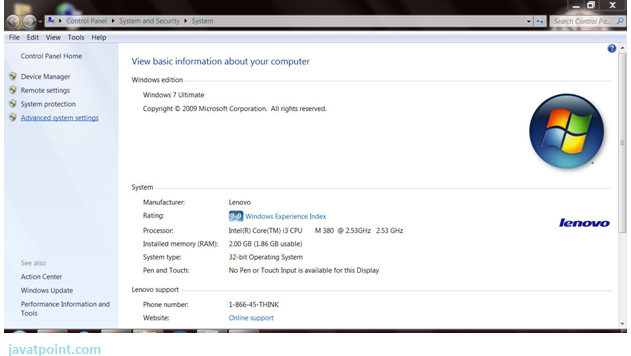 Control Panel ▸ System and Security ▸ System
Search Control Pa...
File Edit View Tools Help
Control Panel Home
Device Manager
Remote settings
System protection
Advanced system settings
See also
Action Center
Windows Update
Performance Information and
Tools
View basic information about your computer
Windows edition
Windows 7 Ultimate
Copyright © 2009 Microsoft Corporation. All rights reserved.
System
Manufacturer: Lenovo
Rating: Windows Experience Index
Processor: Intel(R) Core(TM) i3 CPU M 380 @ 2.53GHz 2.53 GHz
Installed memory (RAM): 2.00 GB (1.86 GB usable)
System type: 32-bit Operating System
Pen and Touch: No Pen or Touch Input is available for this Display
lenovo
Lenovo support
Phone number: 1-866-45-THINK
Website: Online support
javatpoint.com